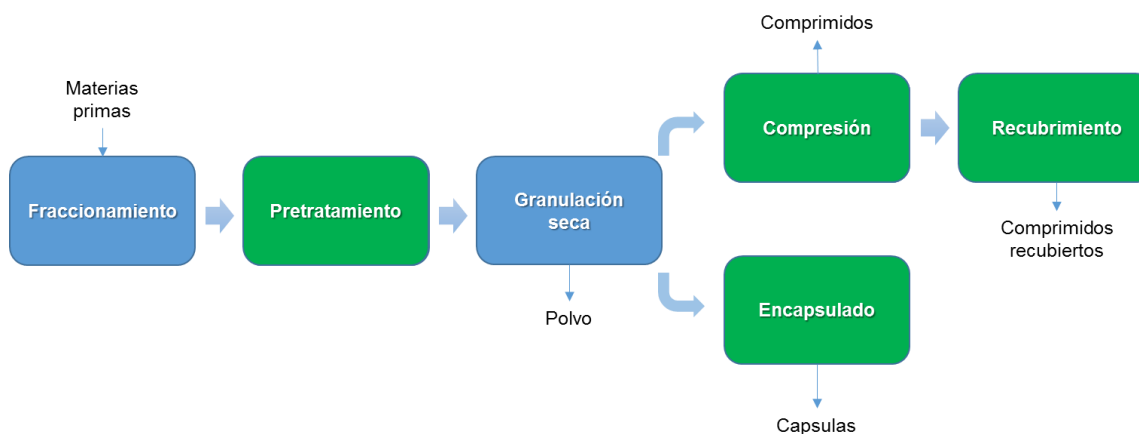 Comprimidos
Materias
primas
Compresión
Recubrimiento
Fraccionamiento
Pretratamiento
Granulación
seca
Comprimidos
recubiertos
Polvo
Encapsulado
Capsulas